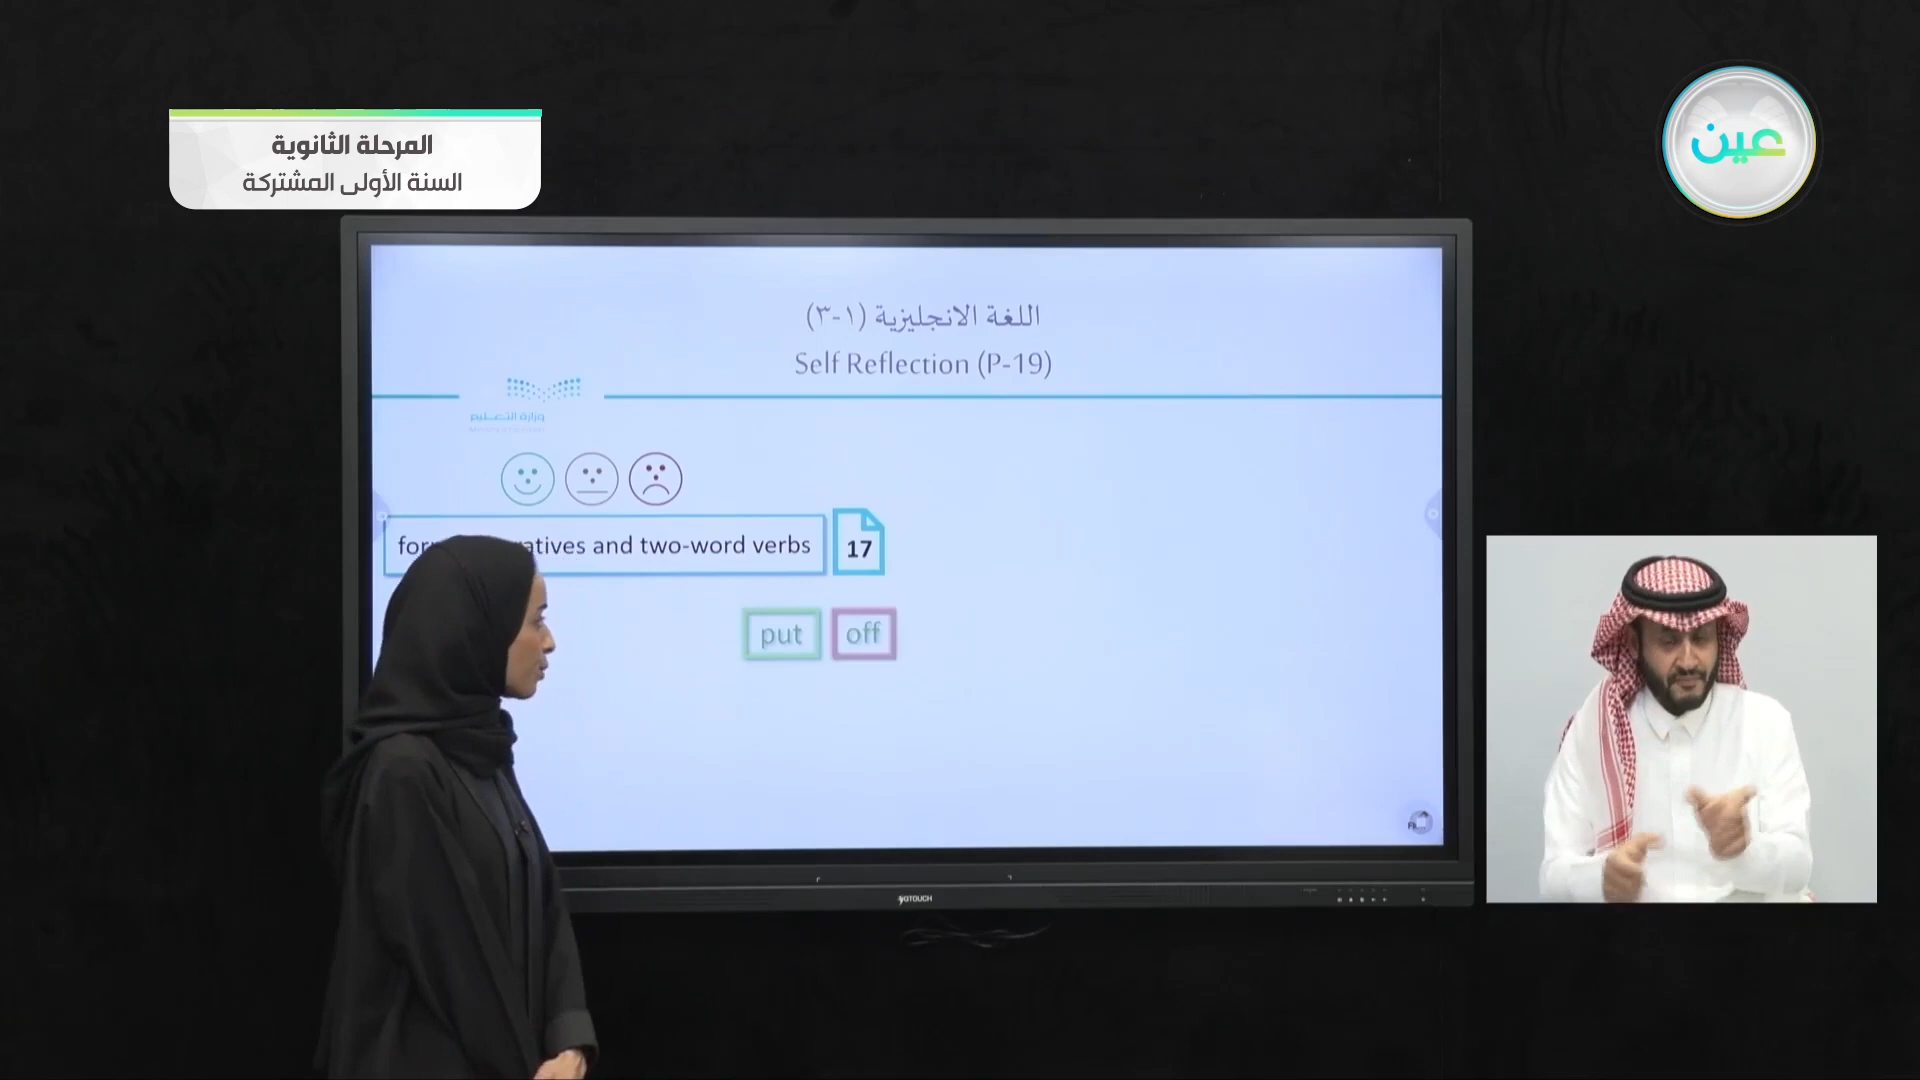 المرحلة الثانوية
السنة الأولى المشتركة
عين
اللغة الانجليزية (١-٣)
Self Reflection (P-19)
وزارة التعليم
for atives and two-word verbs
17
put off